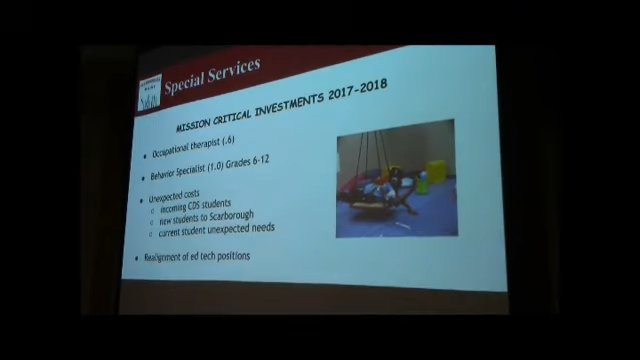 Special Services
MISSION CRITICAL INVESTMENTS 2017-2018
• Occupational therapist (.6)
• Behavior Specialist (1.0) Grades 6-12
• Unexpected costs
o incoming CDS students
o new students to Scarborough
o current student unexpected needs
• Realignment of ed tech positions